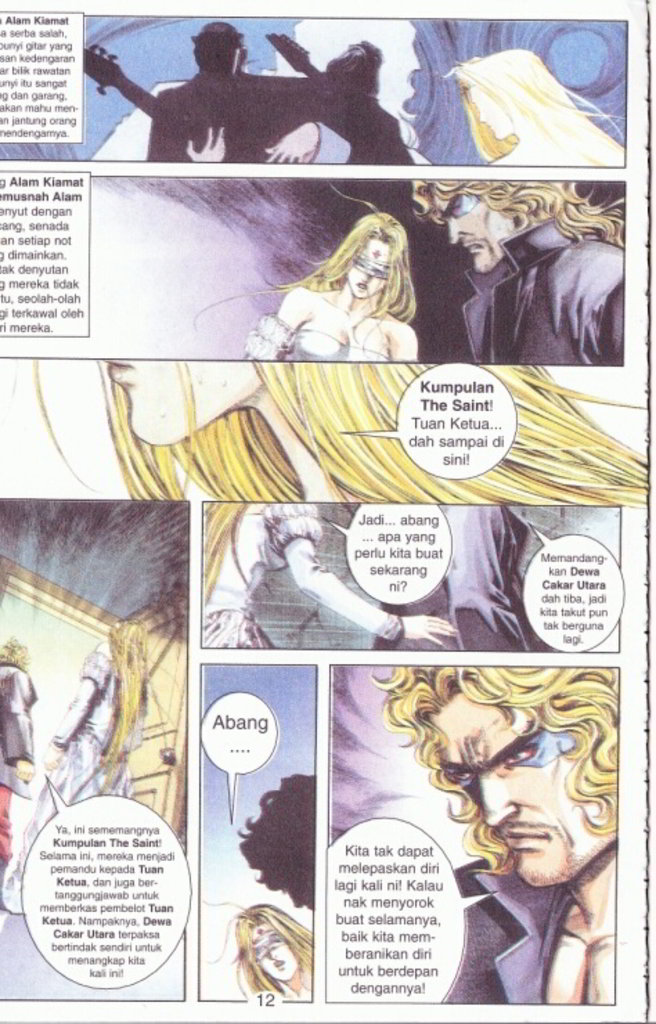 Alam Kiamat
a serba salah,
bunyi gitar yang
san kedengaran
ar bilik rawatan
unyi itu sangat
g dan garang,
akan mahu men-
an jantung orang
mendengarnya.
g Alam Kiamat
emusnah Alam
enyut dengan
cang, senada
an setiap not
g dimainkan.
tak denyutan
g mereka tidak
tu, seolah-olah
gi terkawal oleh
ri mereka.
Kumpulan
The Saint!
Tuan Ketua...
dah sampai di
sini!
Jadi... abang
... apa yang
perlu kita buat
sekarang
ni?
Memandang-
kan Dewa
Cakar Utara
dah tiba, jadi
kita takut pun
tak berguna
lagi.
Ya, ini sememangnya
Kumpulan The Saint!
Selama ini, mereka menjadi
pemandu kepada Tuan
Ketua, dan juga ber-
tanggungjawab untuk
memberkas pembelot Tuan
Ketua. Nampaknya, Dewa
Cakar Utara terpaksa
bertindak sendiri untuk
menangkap kita
kali ini!
Abang
....
Kita tak dapat
melepaskan diri
lagi kali ni! Kalau
nak menyorok
buat selamanya,
baik kita mem-
beranikan diri
untuk berdepan
dengannya!
12